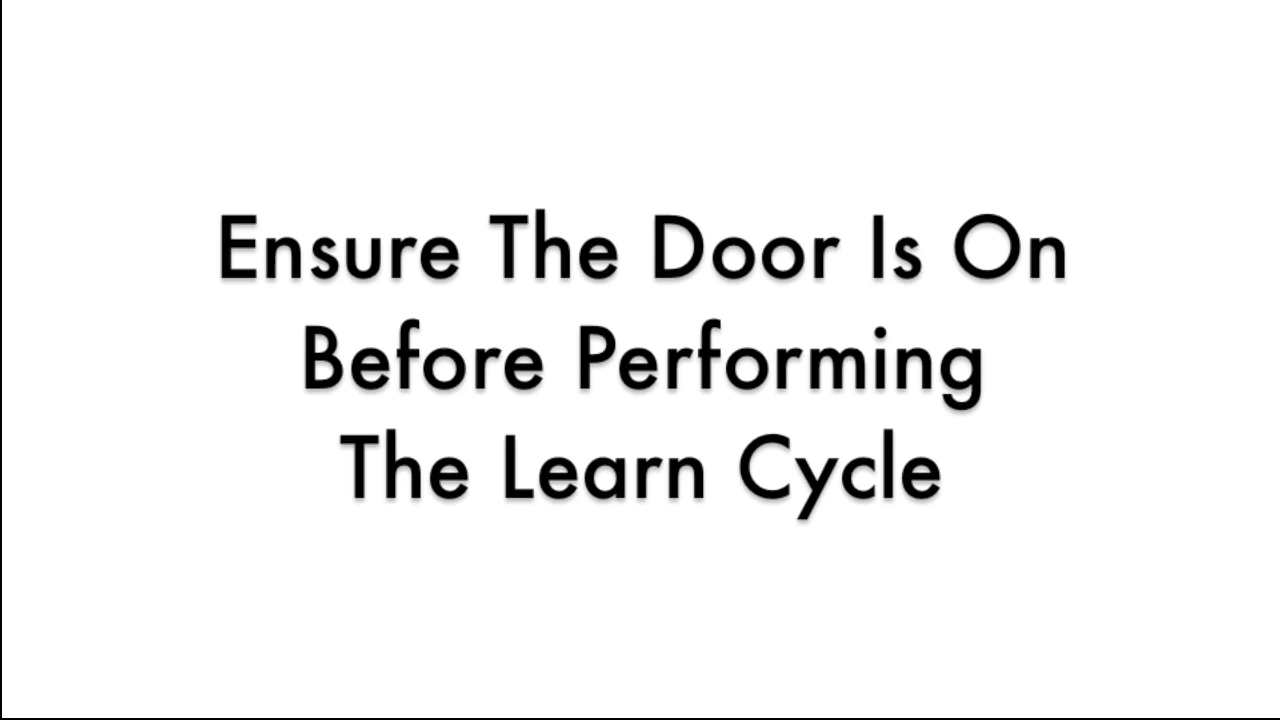 Ensure The Door Is On
Before Performing
The Learn Cycle